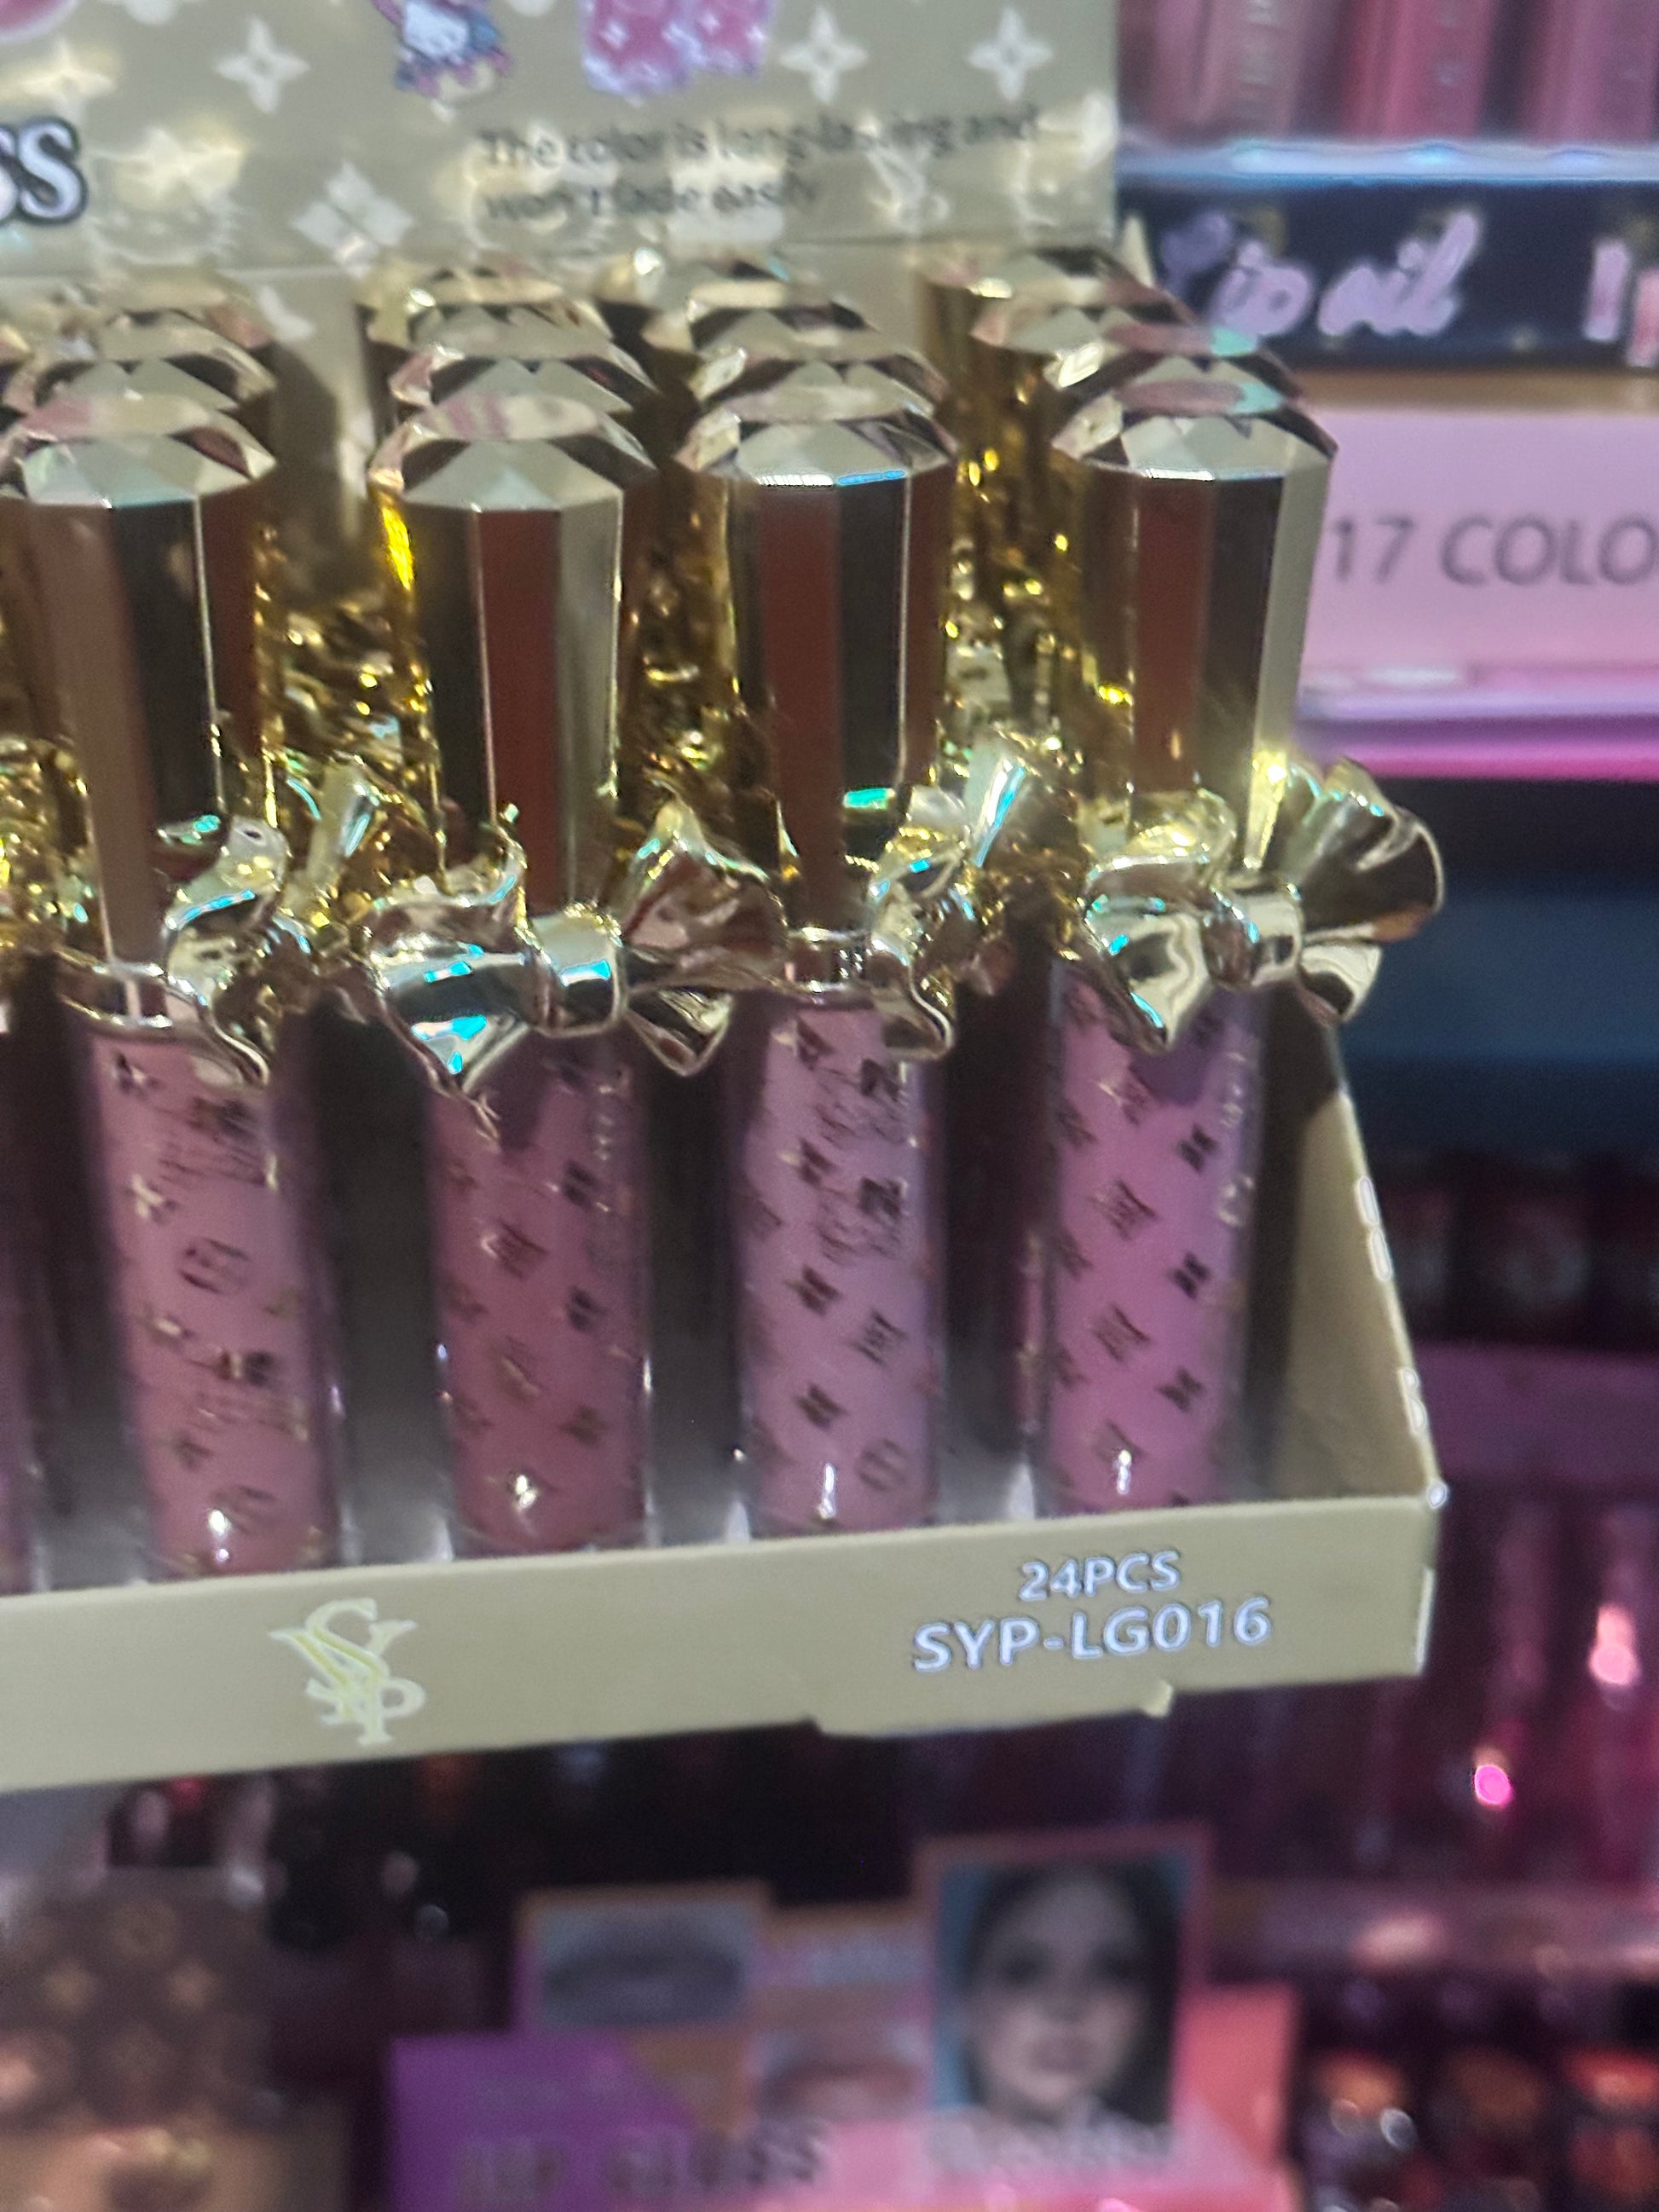 ss
The color is long-lasting and
won't fade easily
Lip oil
17 COLO
24PCS
SYP-LG016
SYP